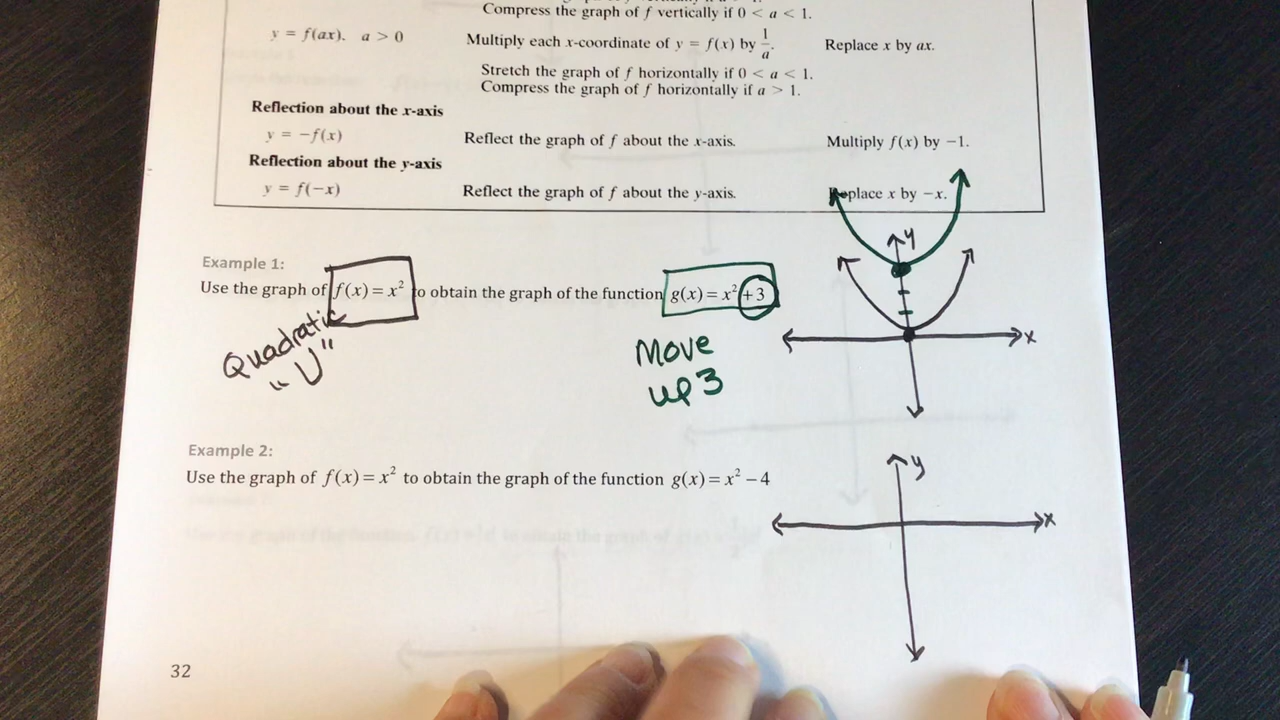 Compress the graph of f vertically if 0 < a < 1.
y = f(ax), a > 0 Multiply each x-coordinate of y = f(x) by 1/a. Replace x by ax.
Stretch the graph of f horizontally if 0 < a < 1.
Compress the graph of f horizontally if a > 1.
Reflection about the x-axis
y = −f(x) Reflect the graph of f about the x-axis. Multiply f(x) by −1.
Reflection about the y-axis
y = f(−x) Reflect the graph of f about the y-axis. Replace x by −x.
y
Example 1:
Use the graph of f(x) = x² to obtain the graph of the function g(x) = x² + 3
x
Quadratic
"U"
Move
up 3
Example 2:
Use the graph of f(x) = x² to obtain the graph of the function g(x) = x² − 4
y
x
32